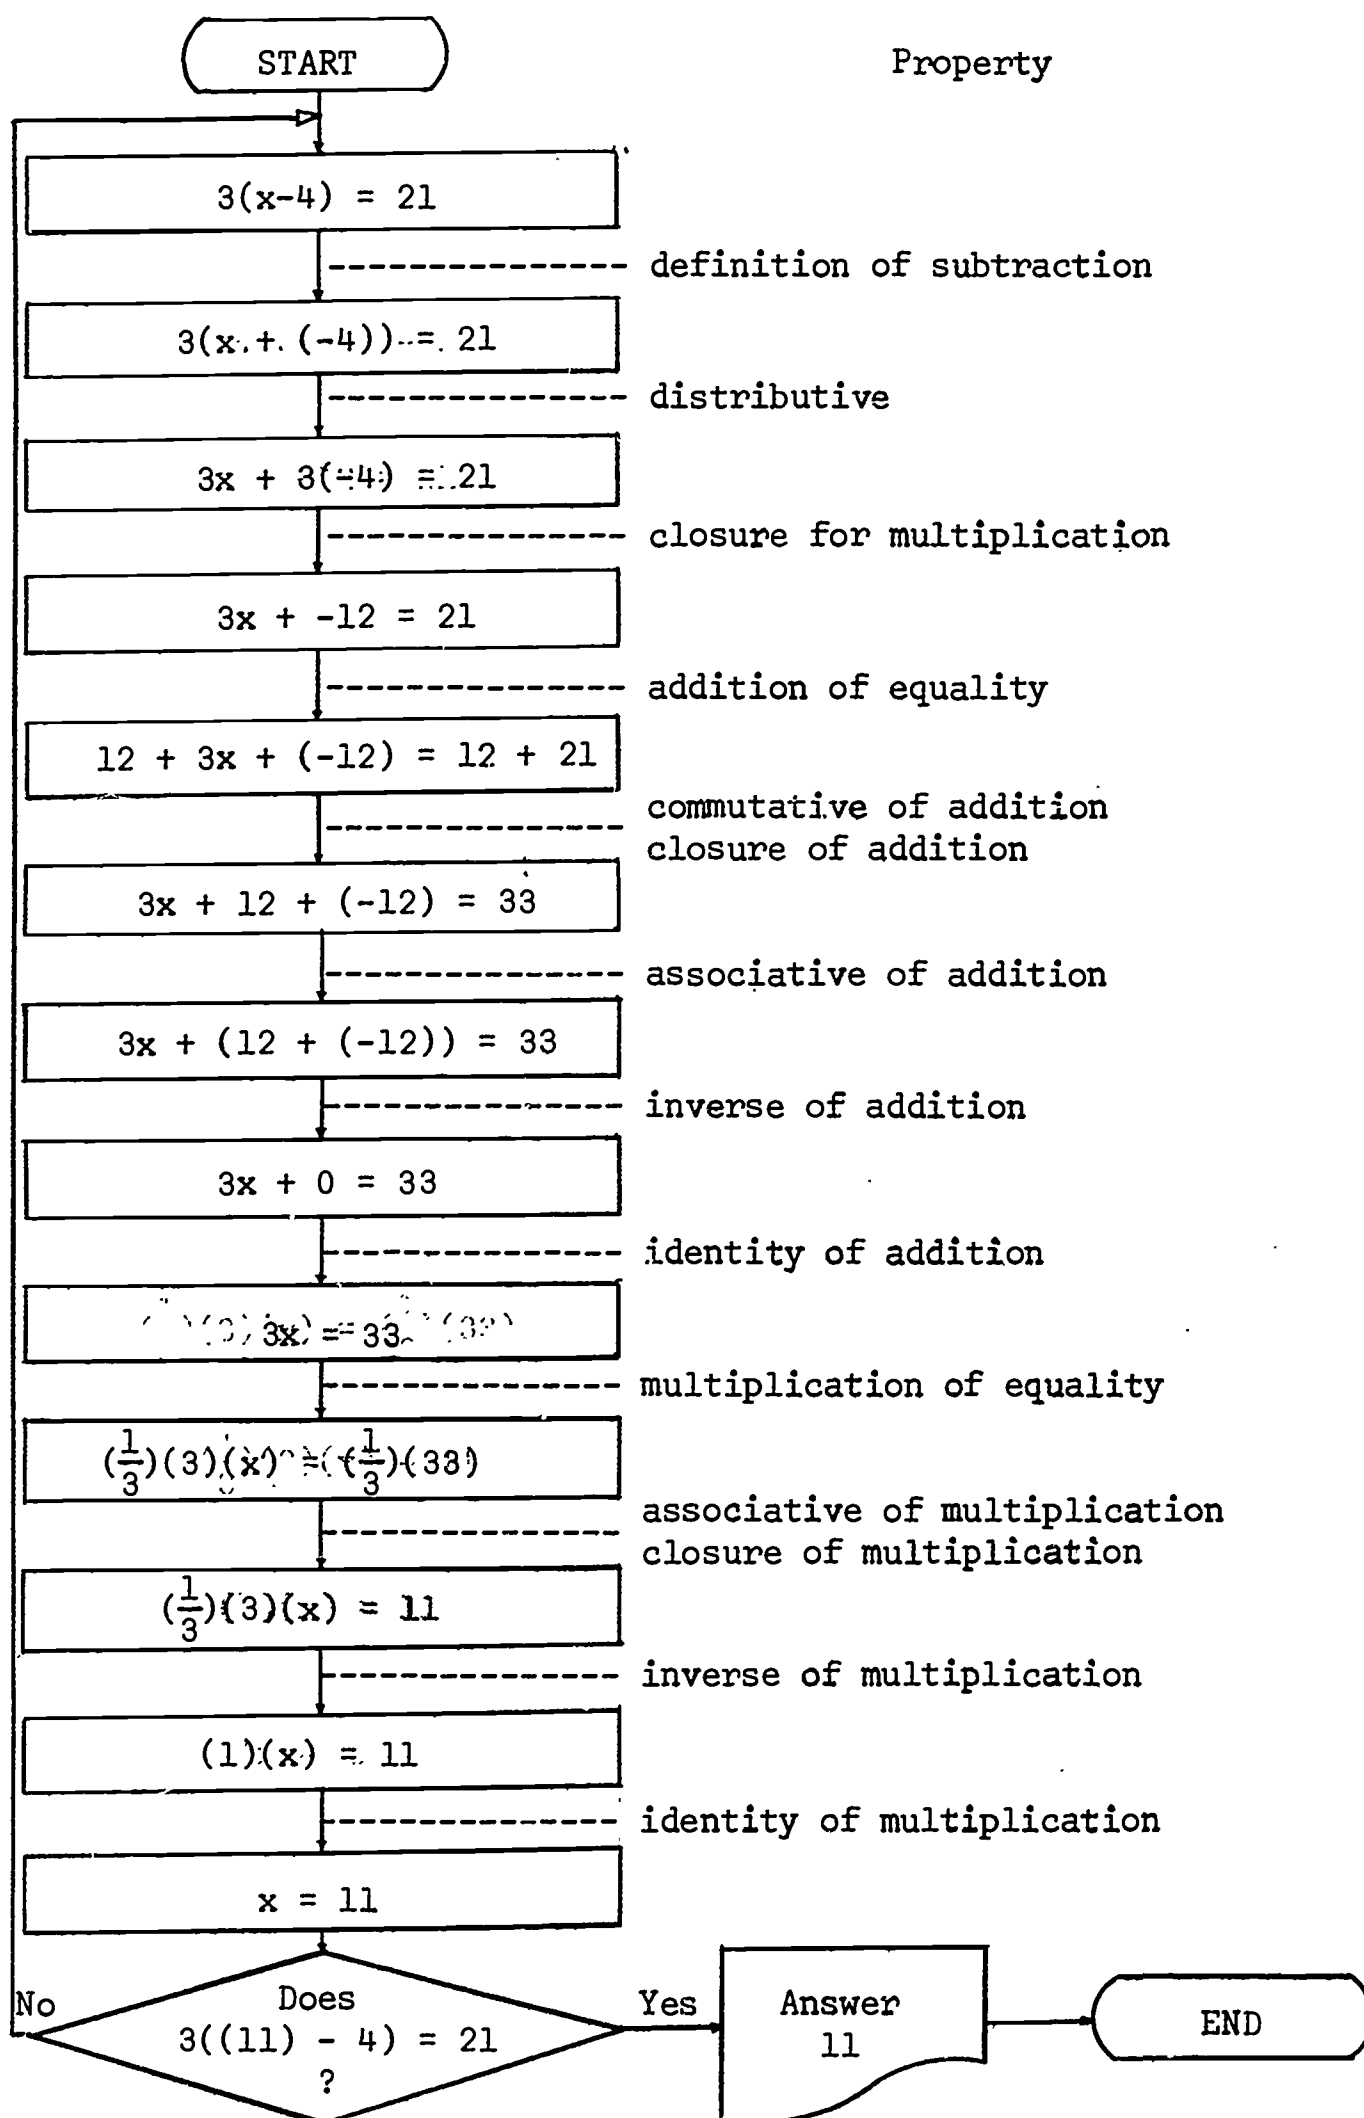 START
Property
3(x-4) = 21
definition of subtraction
3(x + (-4)) = 21
distributive
3x + 3(-4) = 21
closure for multiplication
3x + -12 = 21
addition of equality
12 + 3x + (-12) = 12 + 21
commutative of addition
closure of addition
3x + 12 + (-12) = 33
associative of addition
3x + (12 + (-12)) = 33
inverse of addition
3x + 0 = 33
identity of addition
3x = 33
multiplication of equality
(1/3)(3)(x) = (1/3)(33)
associative of multiplication
closure of multiplication
(1/3)(3)(x) = 11
inverse of multiplication
(1)(x) = 11
identity of multiplication
x = 11
No
Does
3((11) - 4) = 21
?
Yes
Answer
11
END